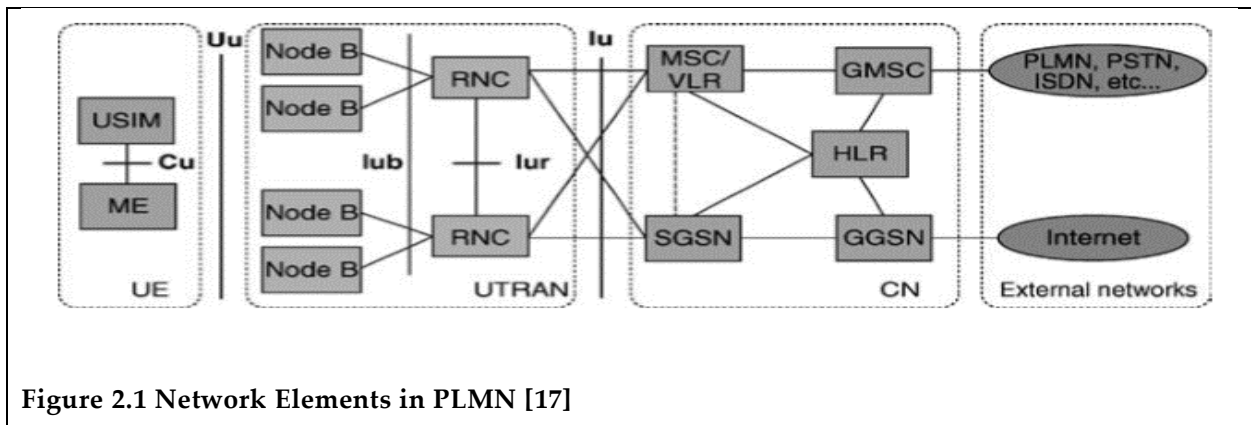 Uu
Iu
Node B
Node B
RNC
MSC/
VLR
GMSC
PLMN, PSTN,
ISDN, etc...
USIM
Cu
ME
Iub
Iur
HLR
Node B
Node B
RNC
SGSN
GGSN
Internet
UE
UTRAN
CN
External networks
Figure 2.1 Network Elements in PLMN [17]